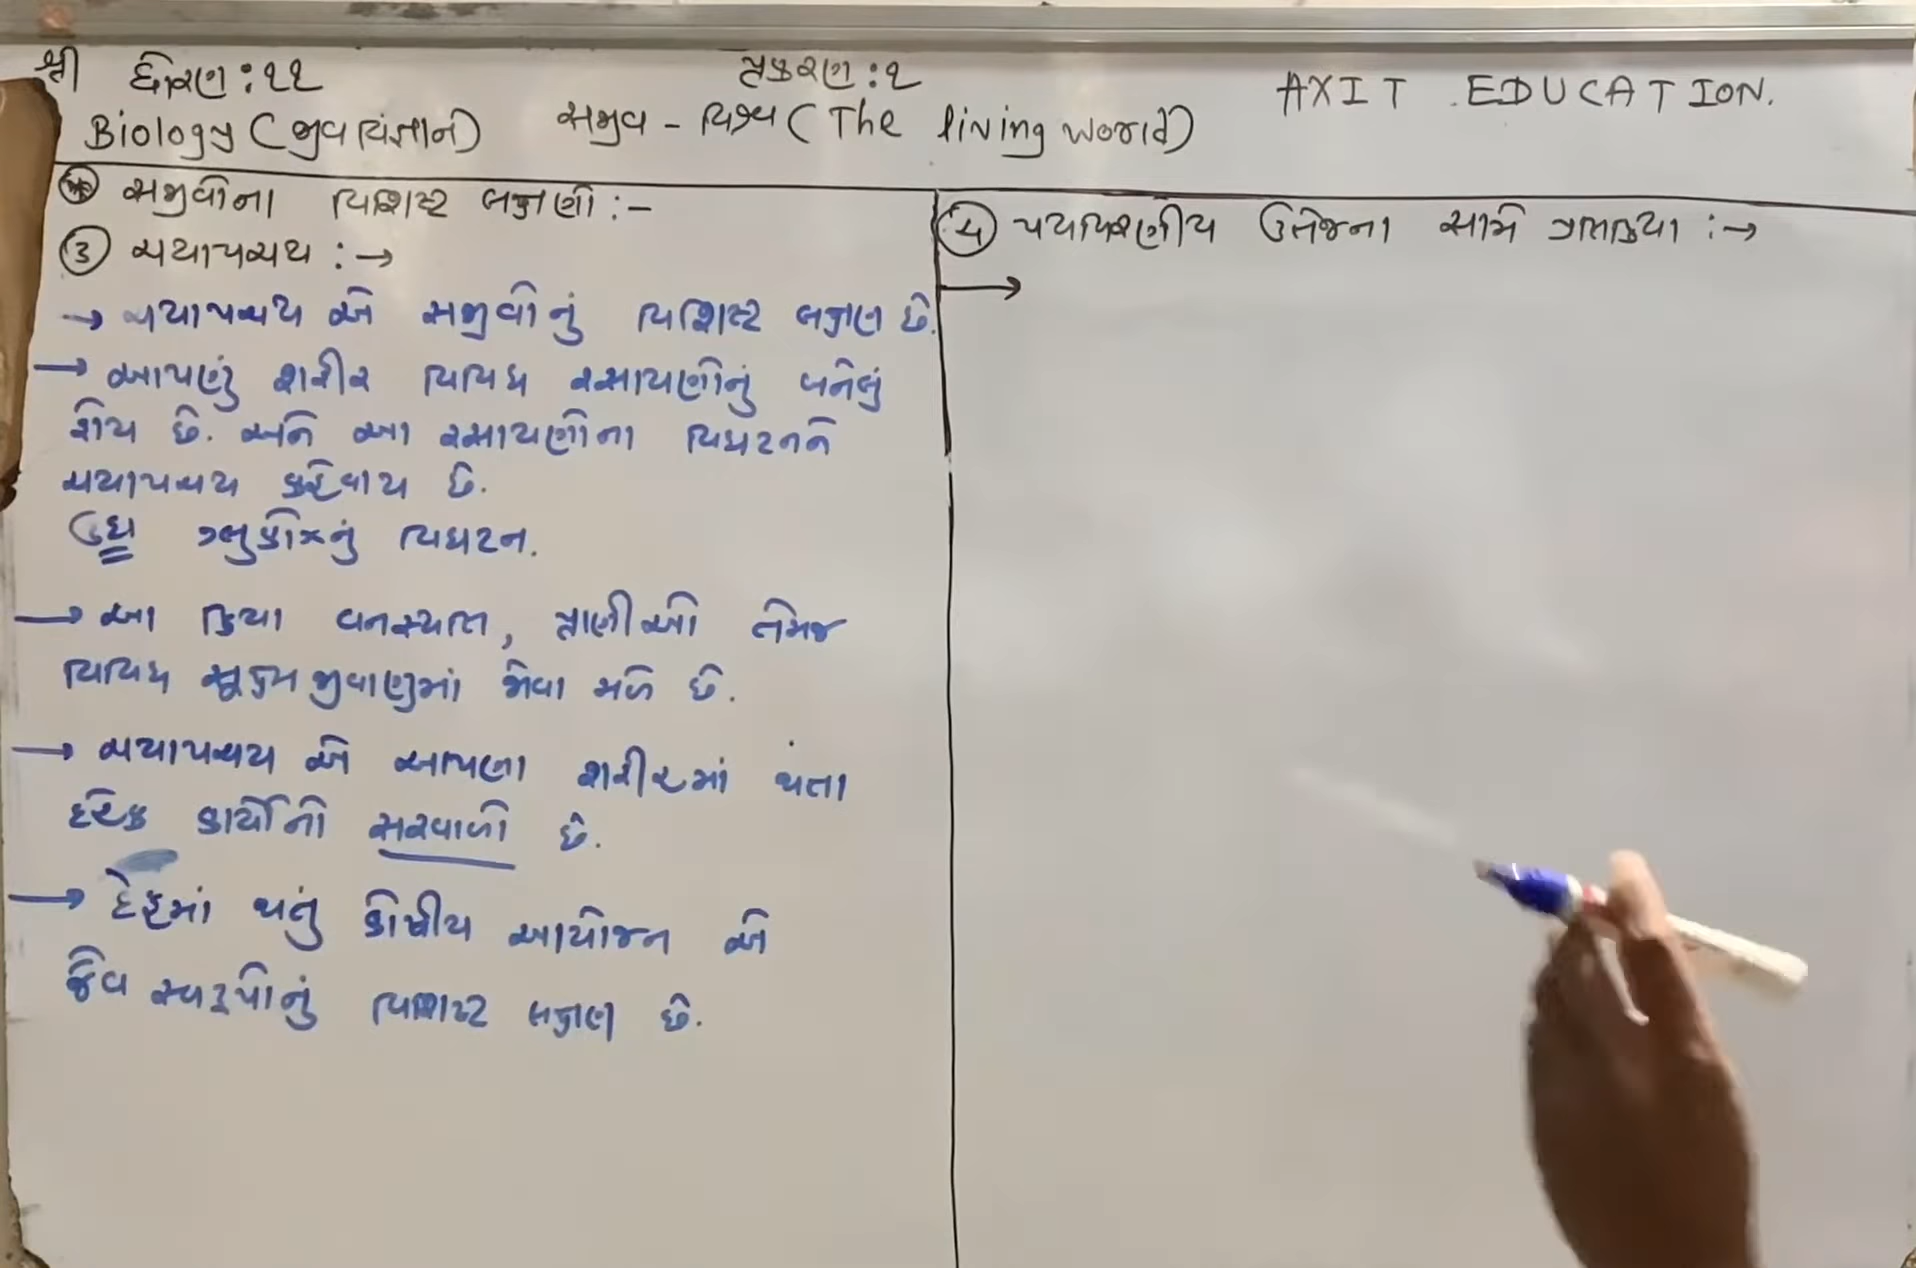 શ્રી ધોરણ : ૧૧ પ્રકરણ : ૧ AXIT EDUCATION.
Biology (જીવવિજ્ઞાન) સજીવ - વિશ્વ (The living world)
સજીવોના વિશિષ્ટ લક્ષણો :-
૩ ચયાપચય :→
→ ચયાપચય એ સજીવોનું વિશિષ્ટ લક્ષણ છે.
→ આપણું શરીર વિવિધ રસાયણોનું બનેલું
હોય છે. અને આ રસાયણોના વિઘટનને
ચયાપચય કહેવાય છે.
ઉદા ગ્લુકોઝનું વિઘટન.
→ આ ક્રિયા વનસ્પતિ, પ્રાણીઓ તેમજ
વિવિધ સૂક્ષ્મજીવાણુમાં જોવા મળે છે.
→ ચયાપચય એ આપણા શરીરમાં થતા
દરેક કાર્યોનો સરવાળો છે.
→ દેહમાં થતું કોષીય આયોજન એ
જૈવ સ્વરૂપોનું વિશિષ્ટ લક્ષણ છે.
૪ પર્યાવરણીય ઉત્તેજના સામે પ્રતિક્રિયા :→
→